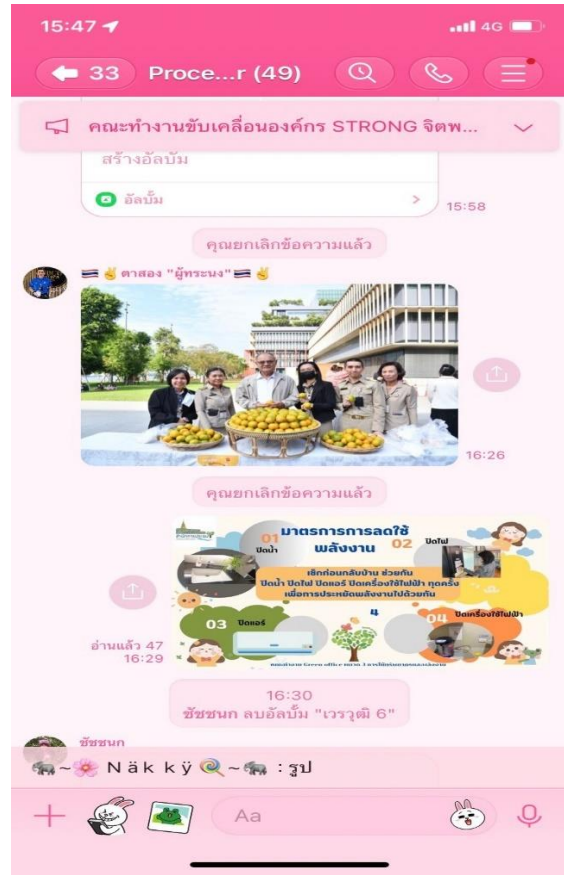 15:47
4G
33 Proce...r (49)
คณะทำงานขับเคลื่อนองค์กร STRONG จิตพ...
สร้างอัลบั้ม
อัลบั้ม
15:58
คุณยกเลิกข้อความแล้ว
ตาสอง "ผู้ทระนง"
16:26
คุณยกเลิกข้อความแล้ว
มาตรการการลดใช้
พลังงาน
01
ปิดน้ำ
02
ปิดไฟ
เช็กก่อนกลับบ้าน ช่วยกัน
ปิดน้ำ ปิดไฟ ปิดแอร์ ปิดเครื่องใช้ไฟฟ้า ทุกครั้ง
เพื่อการประหยัดพลังงานไปด้วยกัน
03 ปิดแอร์
4
04 ปิดเครื่องใช้ไฟฟ้า
อ่านแล้ว 47
16:29
16:30
ชัชชนก ลบอัลบั้ม "เวรวุฒิ 6"
ชัชชนก
~ N ä k k ÿ ~ : รูป
Aa